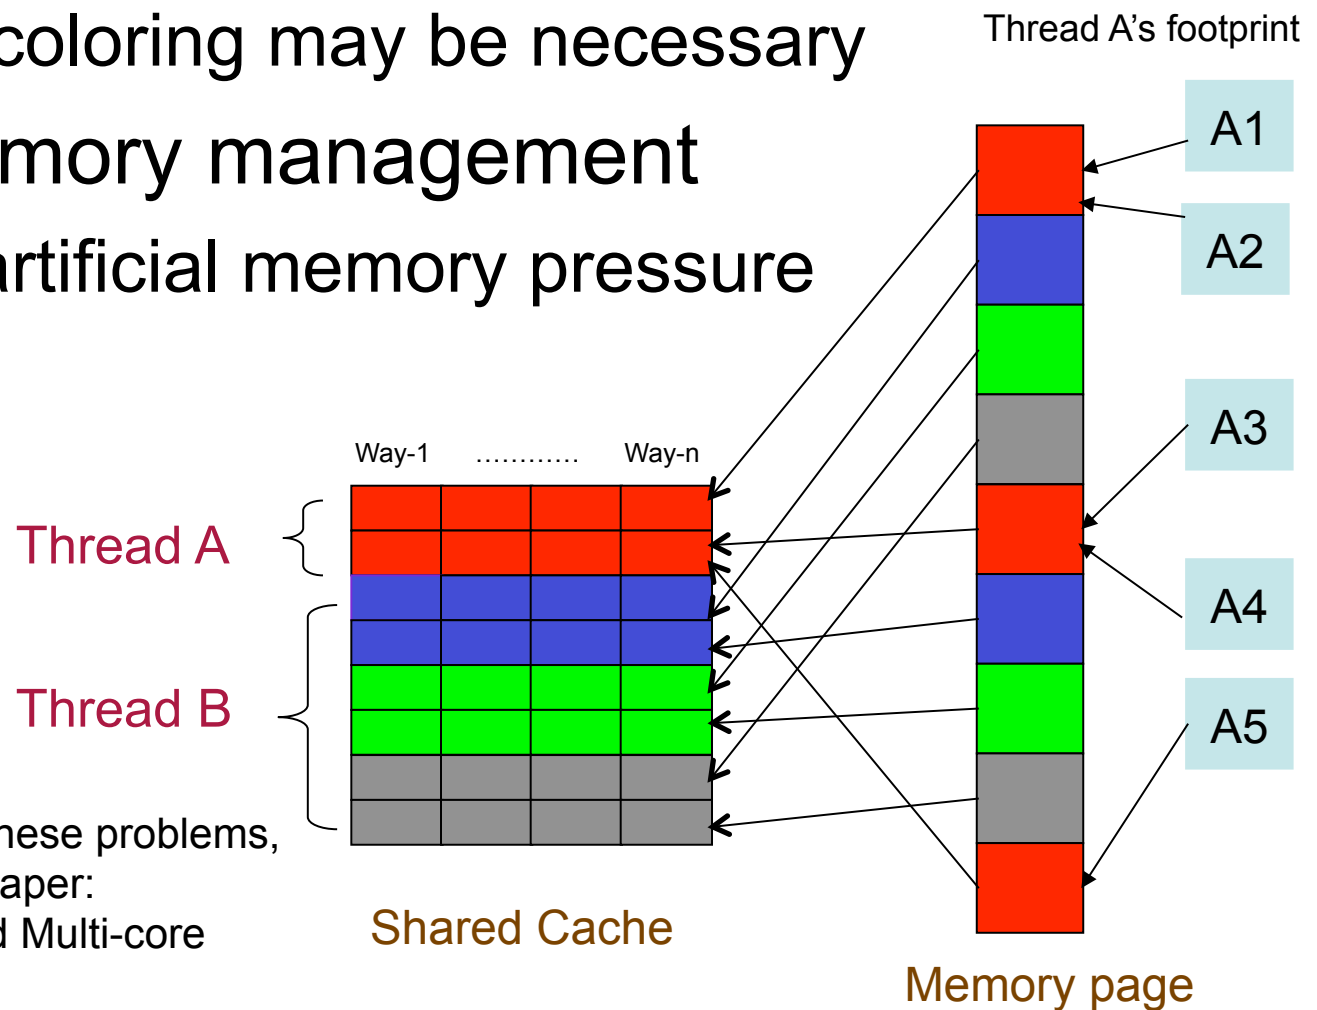 coloring may be necessary
mory management
artificial memory pressure
Thread A's footprint
A1
A2
A3
A4
A5
Way-1 ………… Way-n
Thread A
Thread B
hese problems,
aper:
d Multi-core
Shared Cache
Memory page